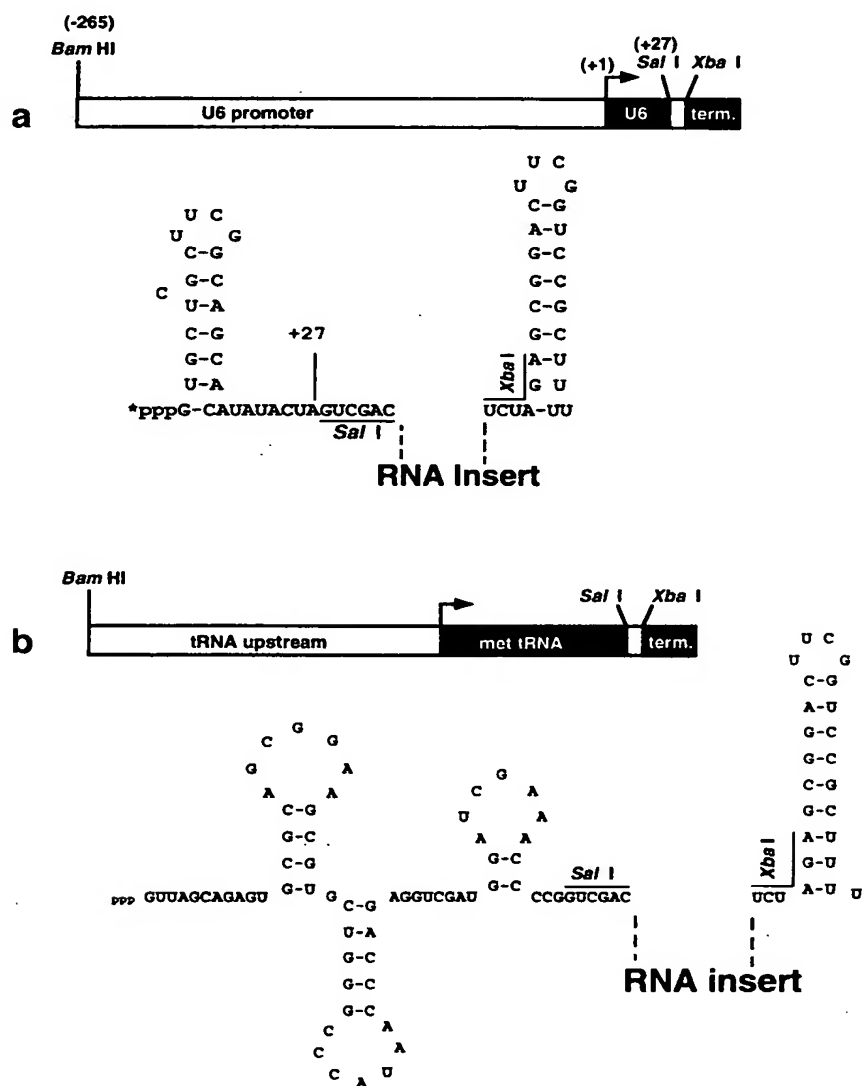 (-265)
Bam HI
(+27)
(+1)
Sal I Xba I
a
U6 promoter
U6
term.
U C
U G
C-G
G-C
C
U-A
C-G
G-C
U-A
+27
*pppG-CAUAUACUAGUCGAC
Sal I
U C
U G
C-G
A-U
G-C
G-C
C-G
G-C
A-U
G U
Xba I
UCUA-UU
RNA Insert
Bam HI
Sal I
Xba I
b
tRNA upstream
met tRNA
term.
G
C G
G A
A A
C-G
G-C
C-G
ppp GUUAGCAGAGU
G-U
G
C-G
U-A
G-C
G-C
G-C
C A
C A
C U
A
AGGUCGAU
G
C A
U A
A A
G-C
G-C
CCGGUCGAC
Sal I
U C
U G
C-G
A-U
G-C
G-C
C-G
G-C
A-U
G U
Xba I
UCU
A-U
U
RNA insert